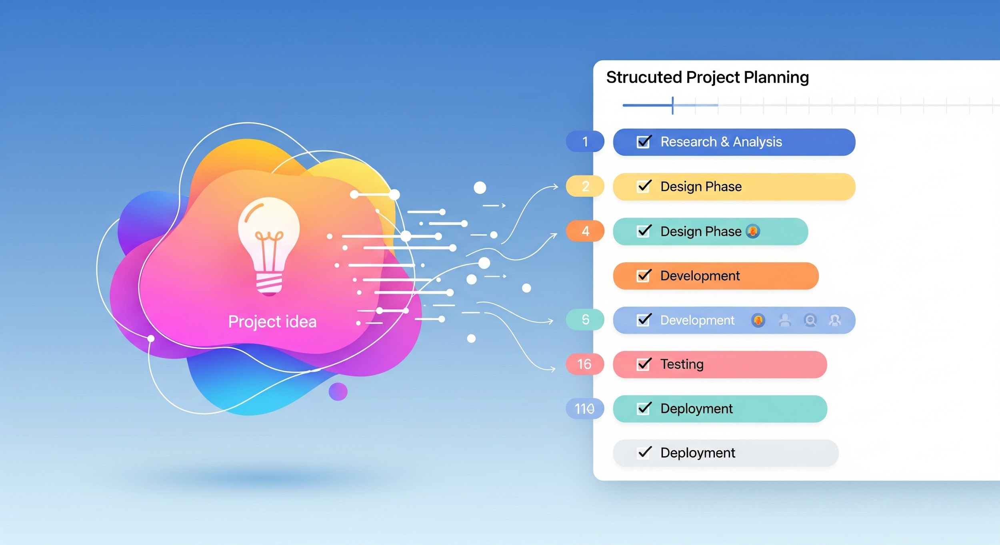 Strucuted Project Planning
1 Research & Analysis
2 Design Phase
4 Design Phase
Development
Development
16 Testing
Deployment
Deployment
Project idea